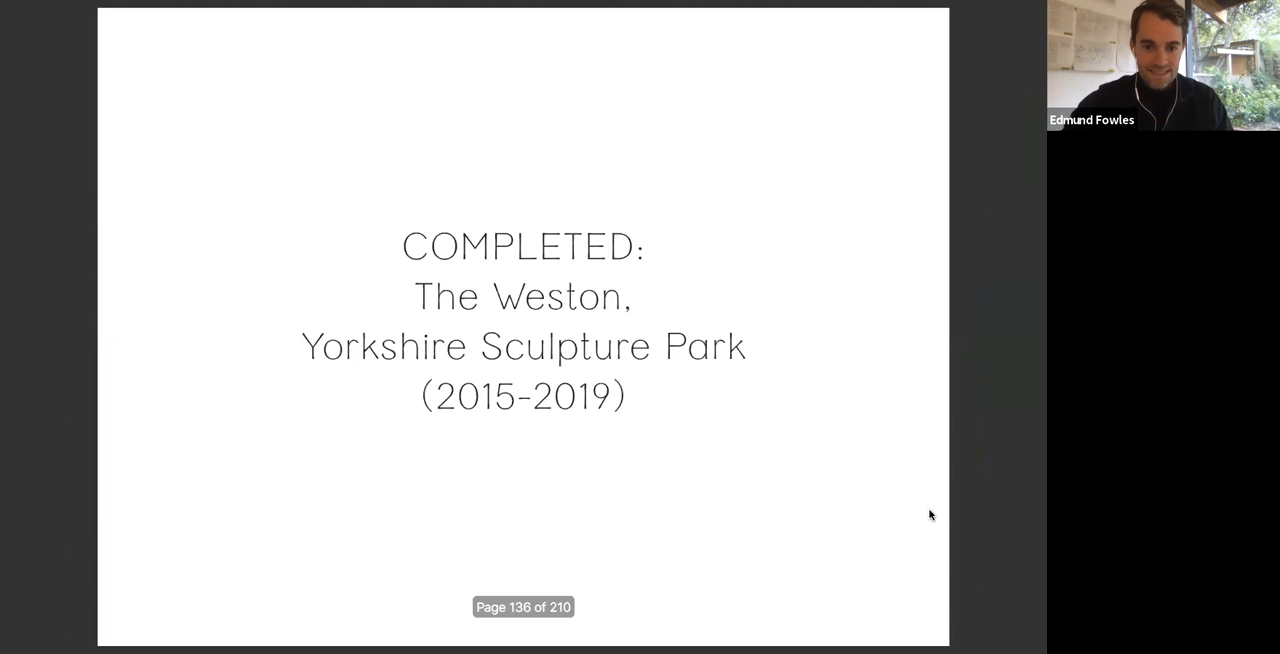 COMPLETED:
The Weston,
Yorkshire Sculpture Park
(2015-2019)
Page 136 of 210
Edmund Fowles